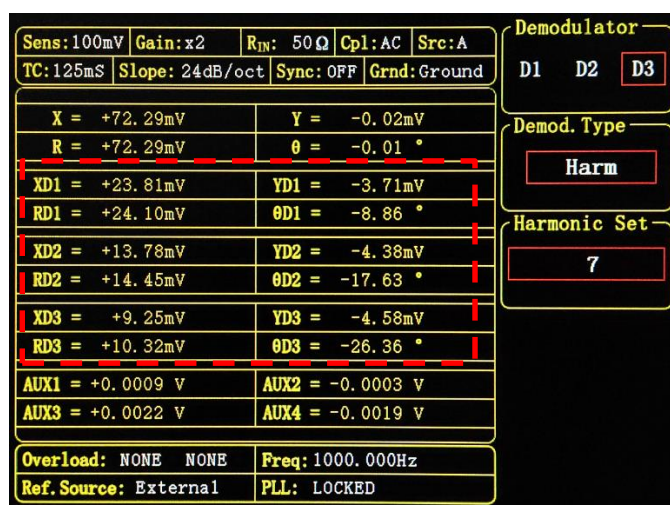 Sens:100mV Gain:x2 RIN: 50Ω Cpl:AC Src:A
TC:125mS Slope: 24dB/oct Sync:OFF Grnd:Ground
X = +72.29mV Y = -0.02mV
R = +72.29mV θ = -0.01 °
XD1 = +23.81mV YD1 = -3.71mV
RD1 = +24.10mV θD1 = -8.86 °
XD2 = +13.78mV YD2 = -4.38mV
RD2 = +14.45mV θD2 = -17.63 °
XD3 = +9.25mV YD3 = -4.58mV
RD3 = +10.32mV θD3 = -26.36 °
AUX1 = +0.0009 V AUX2 = -0.0003 V
AUX3 = +0.0022 V AUX4 = -0.0019 V
Overload: NONE NONE Freq:1000.000Hz
Ref.Source: External PLL: LOCKED
Demodulator
D1 D2 D3
Demod.Type
Harm
Harmonic Set
7